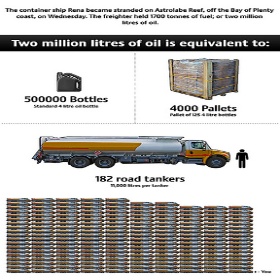 The container ship Rena became stranded on Astrolabe Reef, off the Bay of Plenty
coast, on Wednesday. The freighter held 1700 tonnes of fuel; or two million
litres of oil.
Two million litres of oil is equivalent to:
500000 Bottles
Standard 4 litre oil bottle
4000 Pallets
Pallet of 125 4 litre bottles
182 road tankers
11,000 litres per tanker